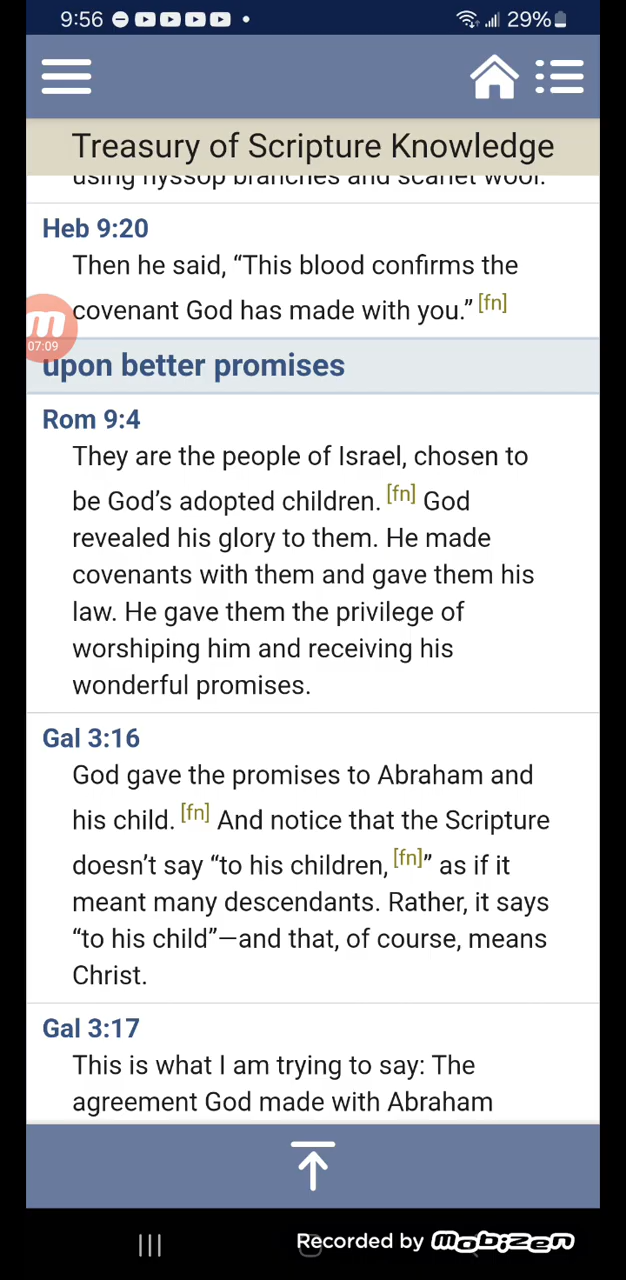 9:56
29%
Treasury of Scripture Knowledge
using hyssop branches and scarlet wool.
Heb 9:20
Then he said, “This blood confirms the
covenant God has made with you.” [fn]
07:09
upon better promises
Rom 9:4
They are the people of Israel, chosen to
be God’s adopted children. [fn] God
revealed his glory to them. He made
covenants with them and gave them his
law. He gave them the privilege of
worshiping him and receiving his
wonderful promises.
Gal 3:16
God gave the promises to Abraham and
his child. [fn] And notice that the Scripture
doesn’t say “to his children, [fn]” as if it
meant many descendants. Rather, it says
“to his child”—and that, of course, means
Christ.
Gal 3:17
This is what I am trying to say: The
agreement God made with Abraham
Recorded by mobizen